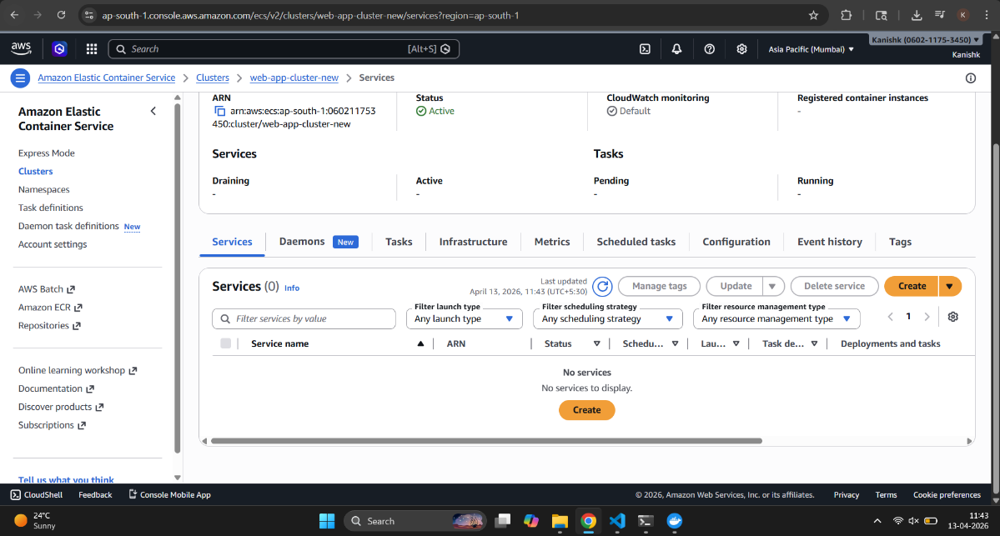 ap-south-1.console.aws.amazon.com/ecs/v2/clusters/web-app-cluster-new/services?region=ap-south-1
K
aws
Search
[Alt+S]
Asia Pacific (Mumbai)
Kanishk (0602-1175-3450)
Kanishk
Amazon Elastic Container Service
Clusters
web-app-cluster-new
Services
Amazon Elastic
Container Service
Express Mode
Clusters
Namespaces
Task definitions
Daemon task definitions New
Account settings
AWS Batch
Amazon ECR
Repositories
Online learning workshop
Documentation
Discover products
Subscriptions
Tell us what you think
ARN
arn:aws:ecs:ap-south-1:060211753
450:cluster/web-app-cluster-new
Status
Active
CloudWatch monitoring
Default
Registered container instances
-
Services
Tasks
Draining
-
Active
-
Pending
-
Running
-
Services
Daemons New
Tasks
Infrastructure
Metrics
Scheduled tasks
Configuration
Event history
Tags
Services (0) Info
Last updated
April 13, 2026, 11:43 (UTC+5:30)
Manage tags
Update
Delete service
Create
Filter services by value
Filter launch type
Any launch type
Filter scheduling strategy
Any scheduling strategy
Filter resource management type
Any resource management type
1
Service name
ARN
Status
Schedu...
Lau...
Task de...
Deployments and tasks
No services
No services to display.
Create
CloudShell
Feedback
Console Mobile App
© 2026, Amazon Web Services, Inc. or its affiliates.
Privacy
Terms
Cookie preferences
24°C
Sunny
Search
11:43
13-04-2026